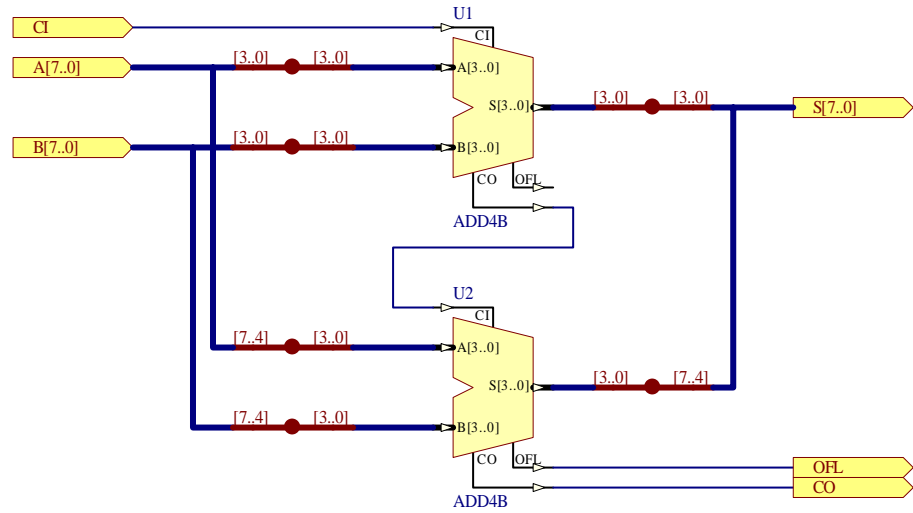 U1
CI
CI
[3..0] [3..0]
A[7..0]
A[3..0]
S[3..0]
[3..0] [3..0]
S[7..0]
B[7..0]
[3..0] [3..0]
B[3..0]
CO
OFL
ADD4B
U2
CI
[7..4] [3..0]
A[3..0]
S[3..0]
[3..0] [7..4]
[7..4] [3..0]
B[3..0]
CO
OFL
OFL
CO
ADD4B